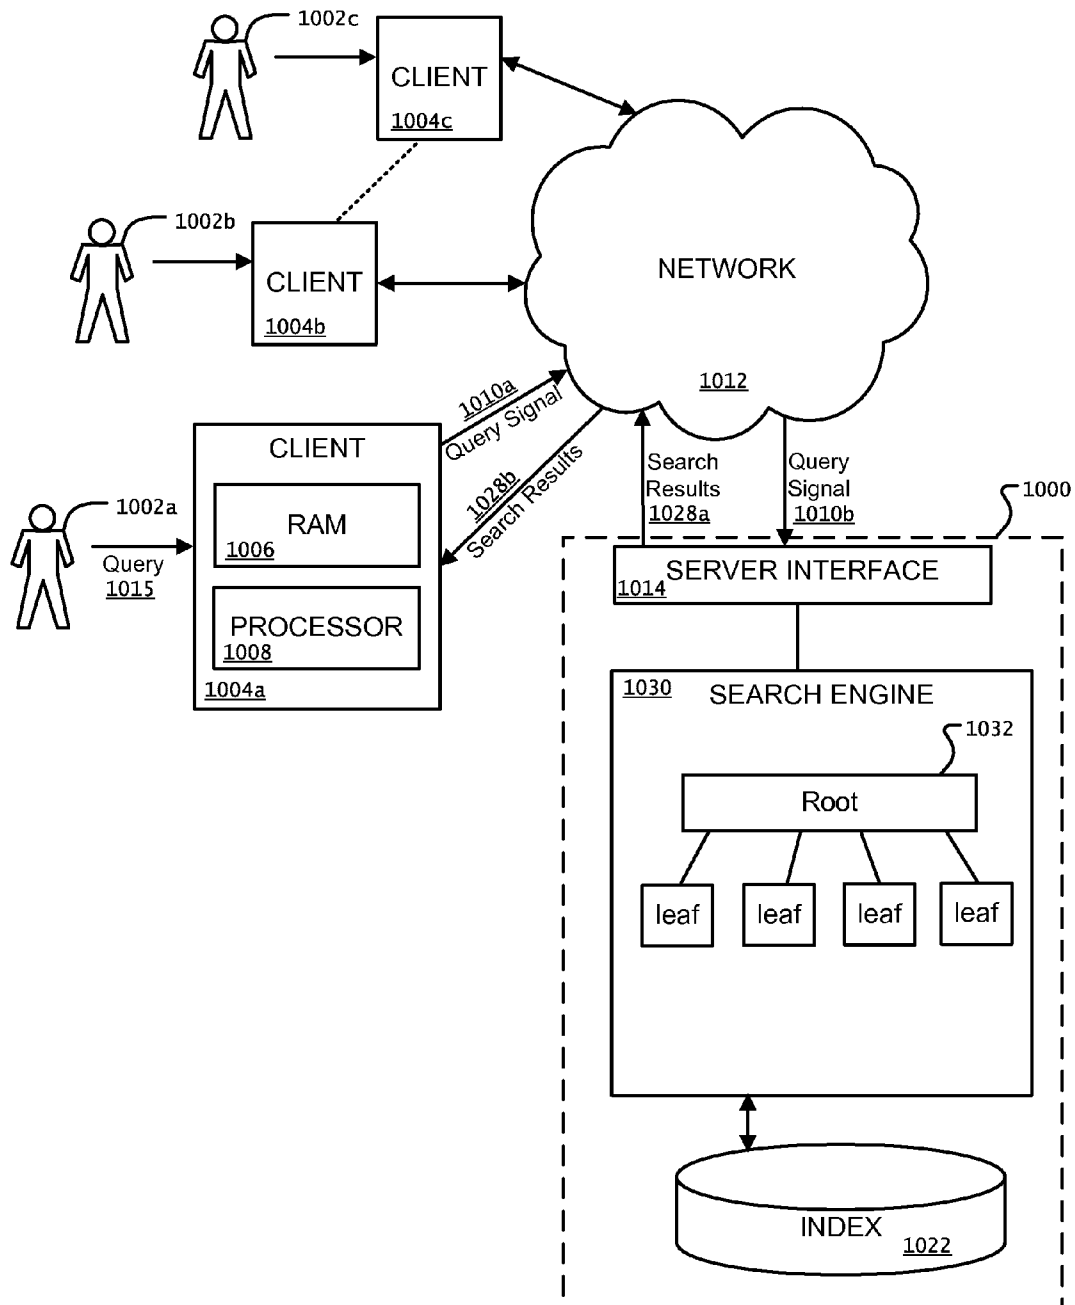 1002c
CLIENT
1004c
1002b
CLIENT
1004b
NETWORK
1012
1010a
Query Signal
1028b
Search Results
CLIENT
RAM
1006
PROCESSOR
1008
1004a
1002a
Query
1015
Search
Results
1028a
Query
Signal
1010b
1000
SERVER INTERFACE
1014
1030
SEARCH ENGINE
1032
Root
leaf
leaf
leaf
leaf
INDEX
1022